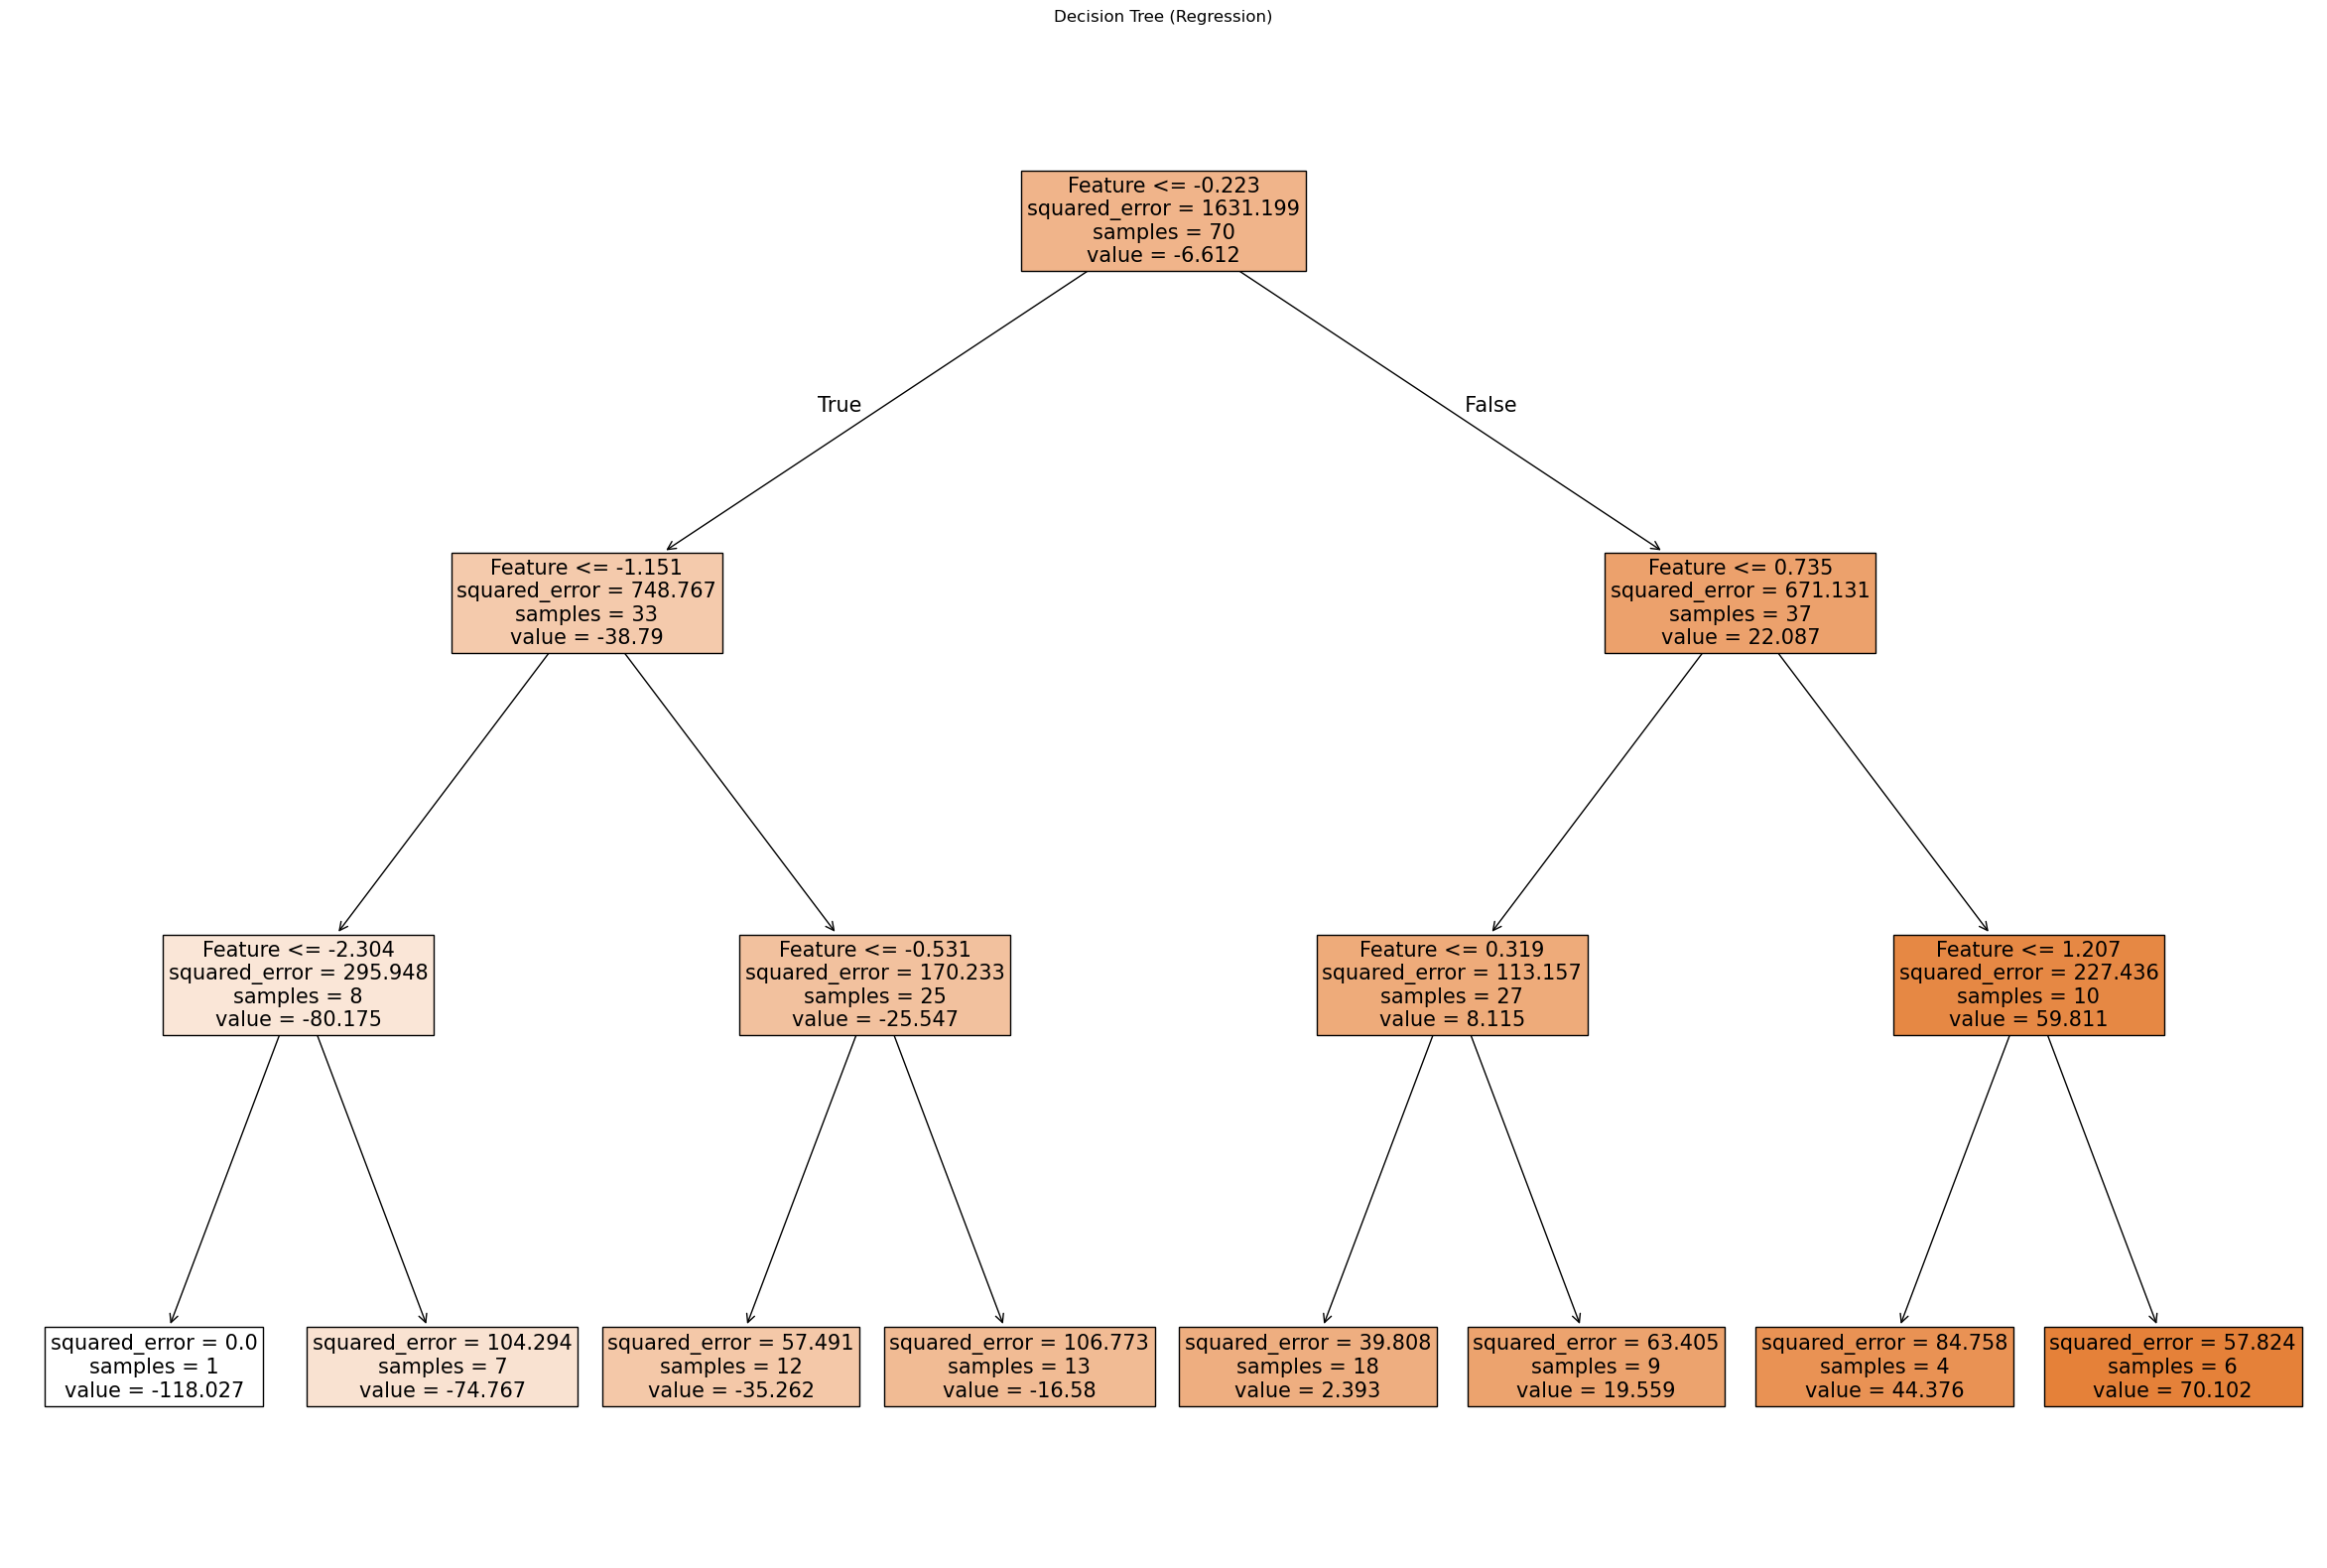 Decision Tree (Regression)
Feature <= -0.223
squared_error = 1631.199
samples = 70
value = -6.612
True
False
Feature <= -1.151
squared_error = 748.767
samples = 33
value = -38.79
Feature <= 0.735
squared_error = 671.131
samples = 37
value = 22.087
Feature <= -2.304
squared_error = 295.948
samples = 8
value = -80.175
Feature <= -0.531
squared_error = 170.233
samples = 25
value = -25.547
Feature <= 0.319
squared_error = 113.157
samples = 27
value = 8.115
Feature <= 1.207
squared_error = 227.436
samples = 10
value = 59.811
squared_error = 0.0
samples = 1
value = -118.027
squared_error = 104.294
samples = 7
value = -74.767
squared_error = 57.491
samples = 12
value = -35.262
squared_error = 106.773
samples = 13
value = -16.58
squared_error = 39.808
samples = 18
value = 2.393
squared_error = 63.405
samples = 9
value = 19.559
squared_error = 84.758
samples = 4
value = 44.376
squared_error = 57.824
samples = 6
value = 70.102